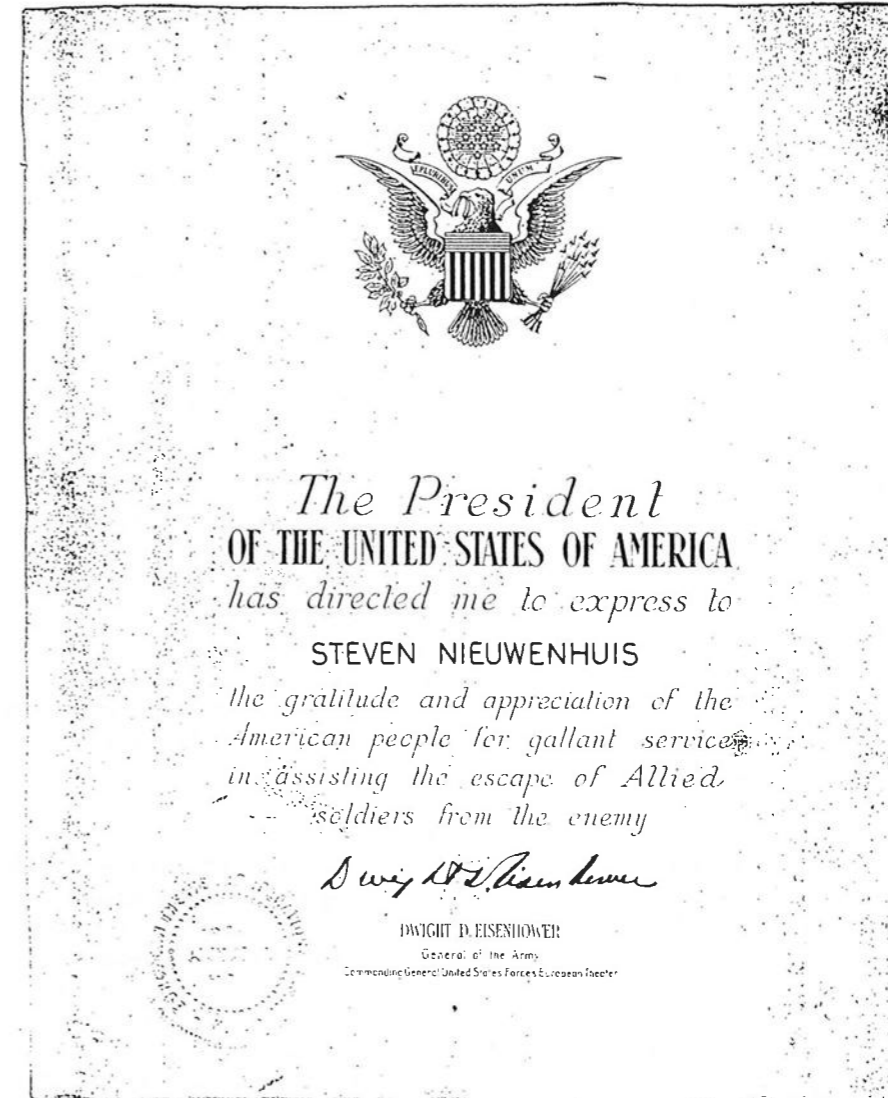 E PLURIBUS UNUM
The President
OF THE UNITED STATES OF AMERICA
has directed me to express to
STEVEN NIEUWENHUIS
the gratitude and appreciation of the
American people for gallant service
in assisting the escape of Allied
soldiers from the enemy
Dwight D. Eisenhower
DWIGHT D. EISENHOWER
General of the Army
Commanding General United States Forces European Theater